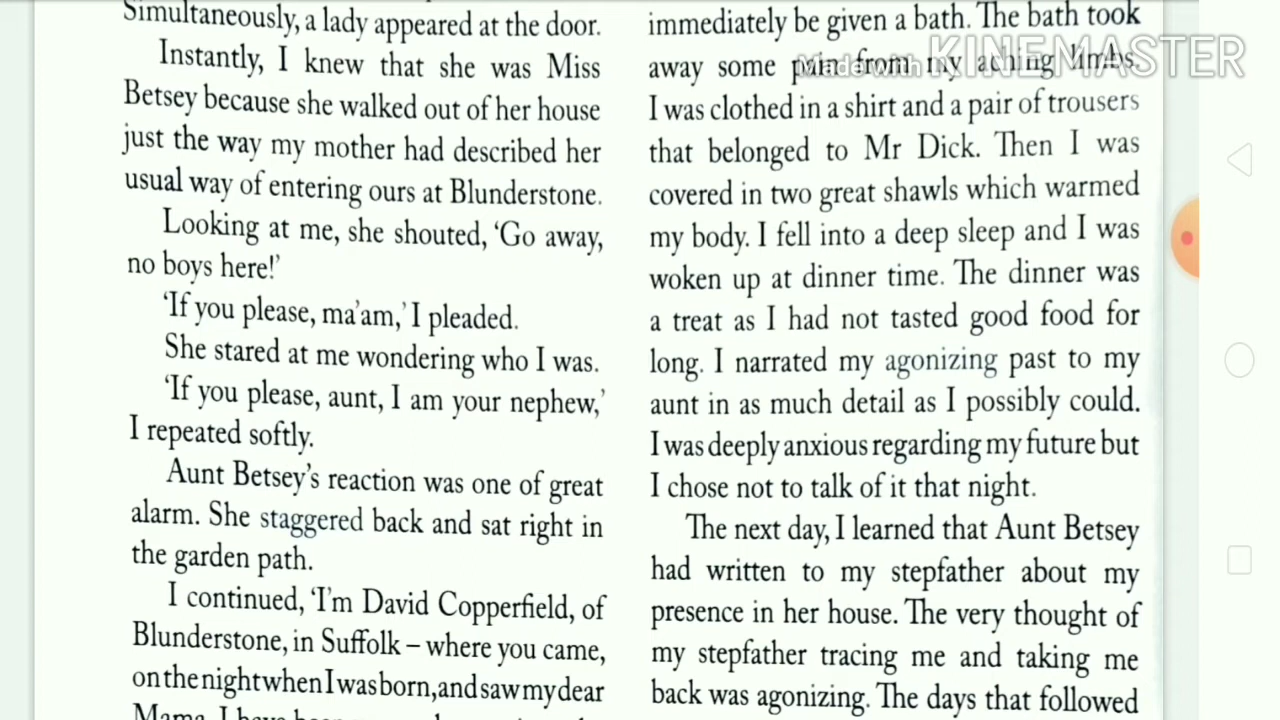 Simultaneously, a lady appeared at the door.
Instantly, I knew that she was Miss
Betsey because she walked out of her house
just the way my mother had described her
usual way of entering ours at Blunderstone.
Looking at me, she shouted, ‘Go away,
no boys here!’
‘If you please, ma’am,’ I pleaded.
She stared at me wondering who I was.
‘If you please, aunt, I am your nephew,’
I repeated softly.
Aunt Betsey’s reaction was one of great
alarm. She staggered back and sat right in
the garden path.
I continued, ‘I’m David Copperfield, of
Blunderstone, in Suffolk – where you came,
on the night when I was born, and saw my dear
Mama. I have been
immediately be given a bath. The bath took
away some pain from my aching limbs.
I was clothed in a shirt and a pair of trousers
that belonged to Mr Dick. Then I was
covered in two great shawls which warmed
my body. I fell into a deep sleep and I was
woken up at dinner time. The dinner was
a treat as I had not tasted good food for
long. I narrated my agonizing past to my
aunt in as much detail as I possibly could.
I was deeply anxious regarding my future but
I chose not to talk of it that night.
The next day, I learned that Aunt Betsey
had written to my stepfather about my
presence in her house. The very thought of
my stepfather tracing me and taking me
back was agonizing. The days that followed
Made with KINEMASTER